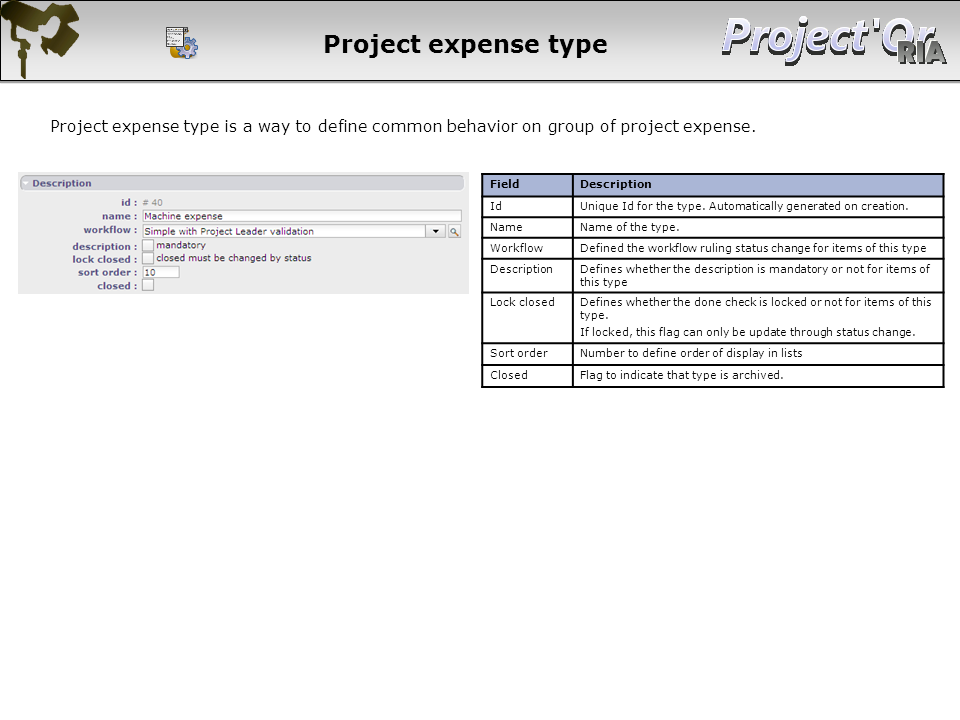 Project expense type
Project'Or
RIA
Project expense type is a way to define common behavior on group of project expense.
Description
id : # 40
name : Machine expense
workflow : Simple with Project Leader validation
description : mandatory
lock closed : closed must be changed by status
sort order : 10
closed :
Field Description
Id Unique Id for the type. Automatically generated on creation.
Name Name of the type.
Workflow Defined the workflow ruling status change for items of this type
Description Defines whether the description is mandatory or not for items of
this type
Lock closed Defines whether the done check is locked or not for items of this
type.
If locked, this flag can only be update through status change.
Sort order Number to define order of display in lists
Closed Flag to indicate that type is archived.